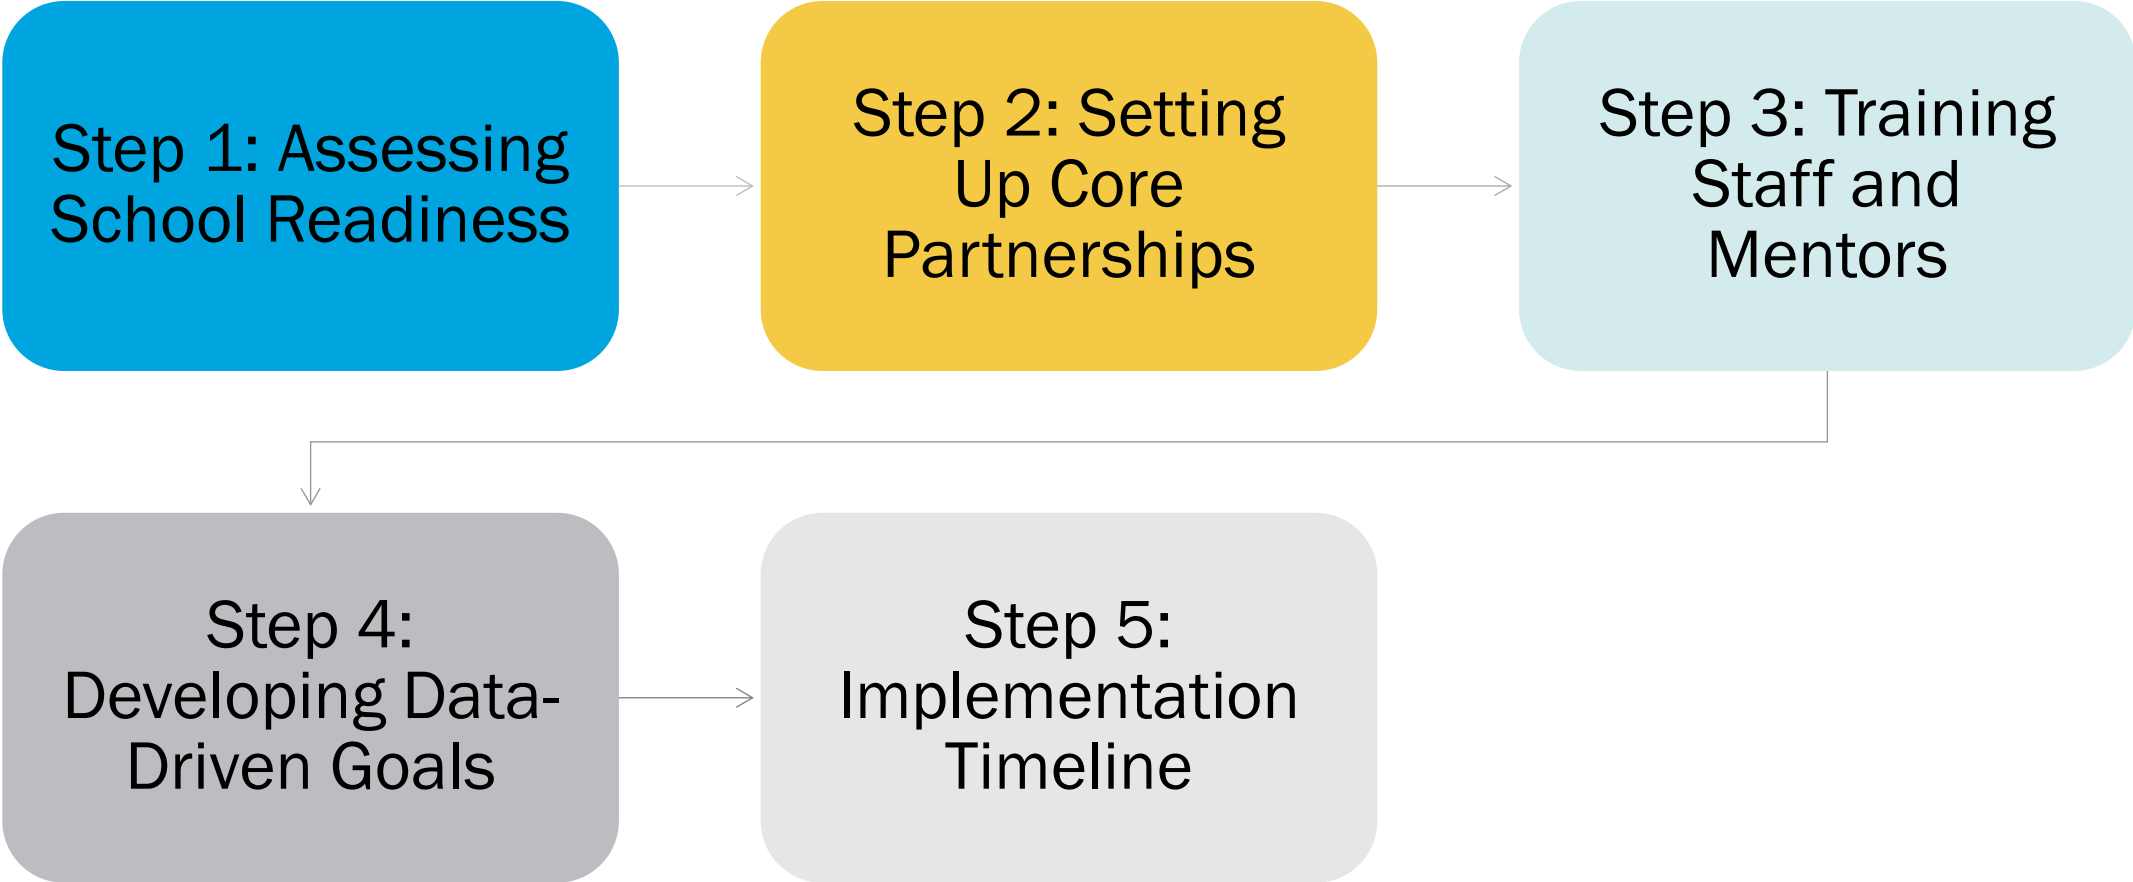 Step 1: Assessing
School Readiness
Step 2: Setting
Up Core
Partnerships
Step 3: Training
Staff and
Mentors
Step 4:
Developing Data-
Driven Goals
Step 5:
Implementation
Timeline